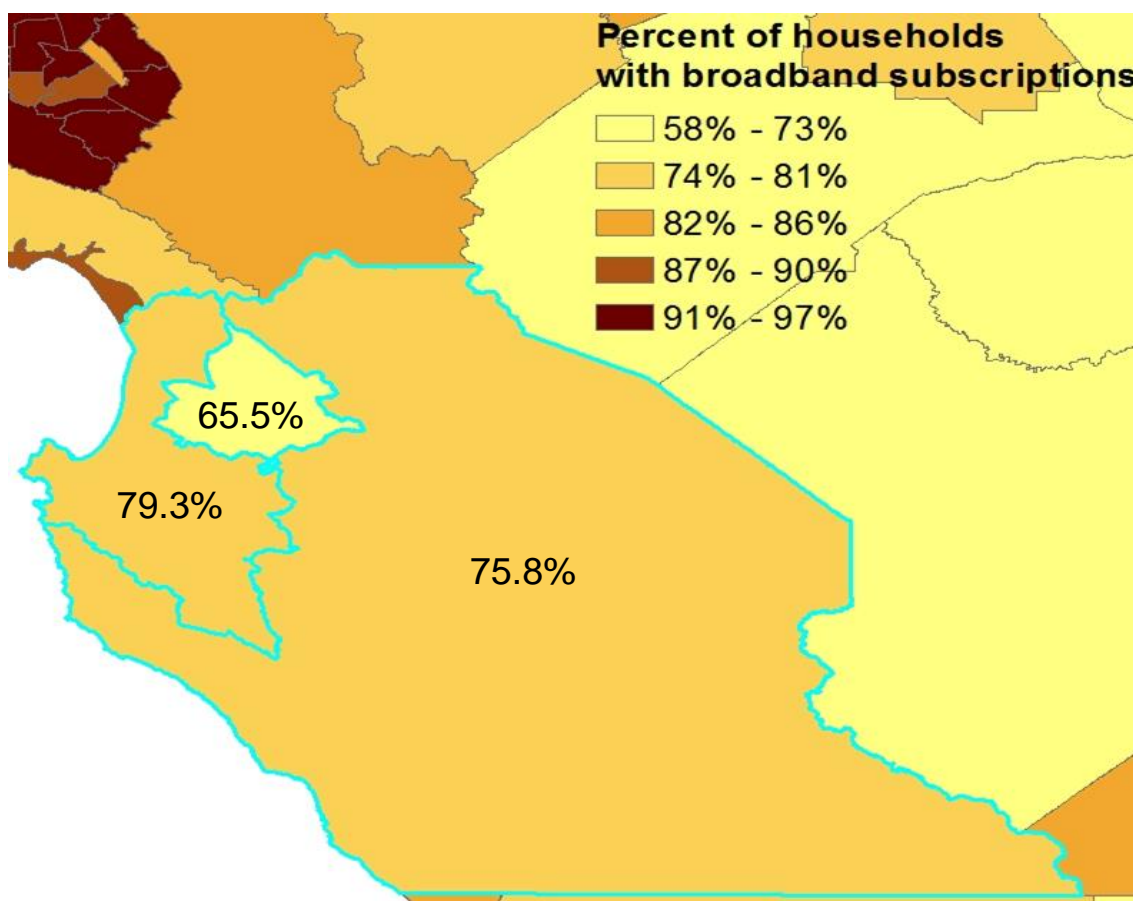 Percent of households
with broadband subscriptions
58% - 73%
74% - 81%
82% - 86%
87% - 90%
91% - 97%
65.5%
79.3%
75.8%